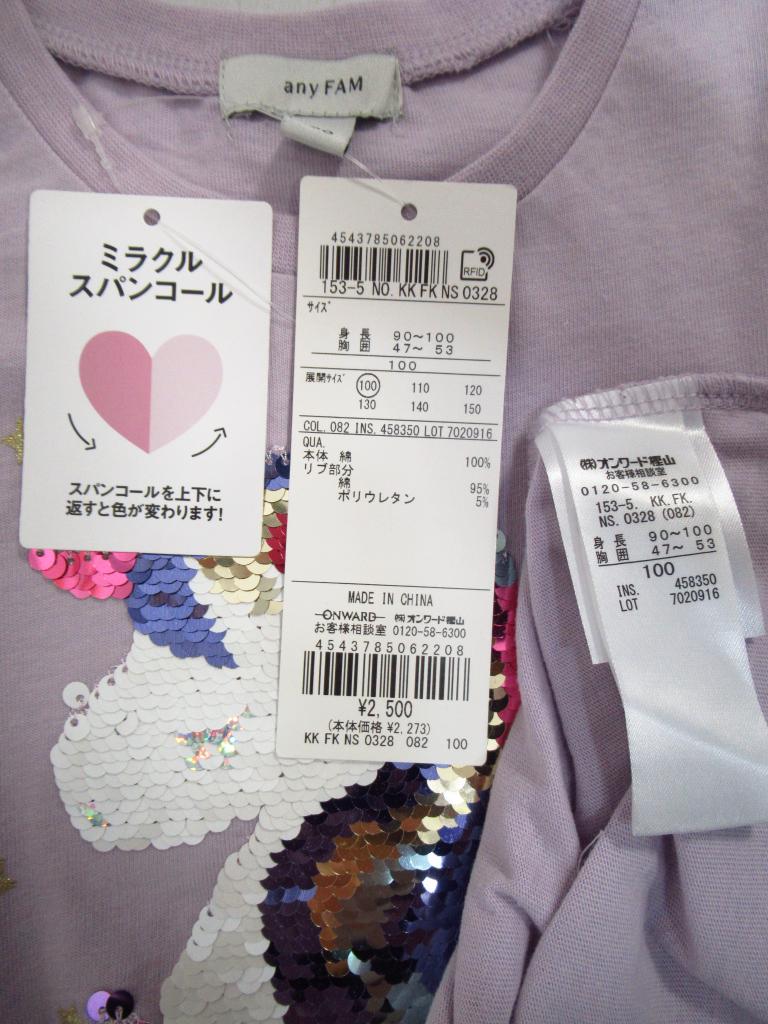 any FAM
ミラクル
スパンコール
スパンコールを上下に
返すと色が変わります!
4543785062208
RFID
153-5 NO. KK FK NS 0328
サイズ
身長 90～100
胸囲 47～ 53
100
展開サイズ 100 110 120
130 140 150
COL. 082 INS. 458350 LOT 7020916
QUA.
本体 綿 100%
リブ部分
綿 95%
ポリウレタン 5%
MADE IN CHINA
ONWARD ㈱オンワード樫山
お客様相談室 0120-58-6300
4543785062208
¥2,500
(本体価格 ¥2,273)
KK FK NS 0328 082 100
㈱オンワード樫山
お客様相談室
0120-58-6300
153-5. KK. FK.
NS. 0328 (082)
身長 90～100
胸囲 47～ 53
100
INS. 458350
LOT 7020916